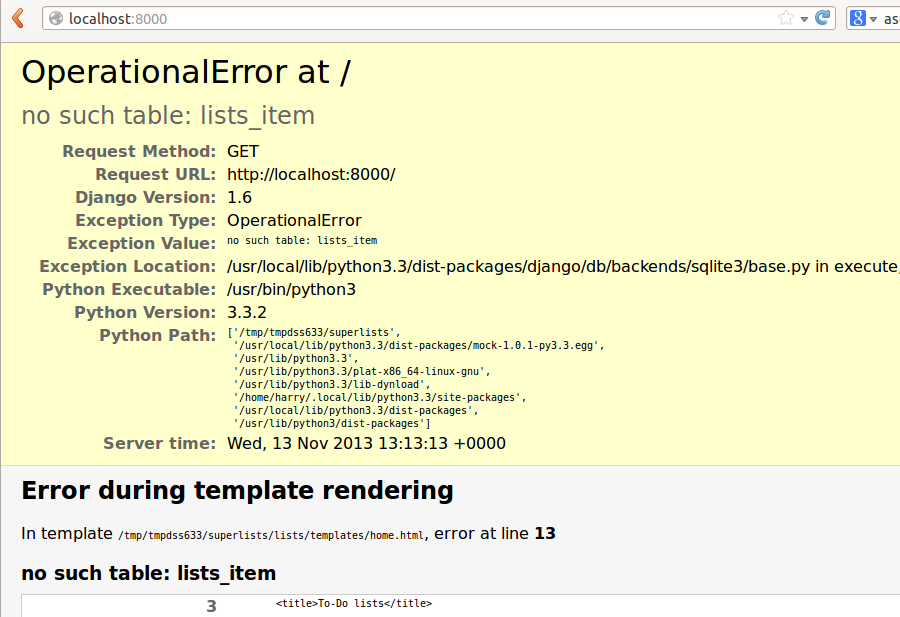 localhost:8000
as
OperationalError at /
no such table: lists_item
Request Method: GET
Request URL: http://localhost:8000/
Django Version: 1.6
Exception Type: OperationalError
Exception Value: no such table: lists_item
Exception Location: /usr/local/lib/python3.3/dist-packages/django/db/backends/sqlite3/base.py in execute,
Python Executable: /usr/bin/python3
Python Version: 3.3.2
Python Path: ['/tmp/tmpdss633/superlists',
'/usr/local/lib/python3.3/dist-packages/mock-1.0.1-py3.3.egg',
'/usr/lib/python3.3',
'/usr/lib/python3.3/plat-x86_64-linux-gnu',
'/usr/lib/python3.3/lib-dynload',
'/home/harry/.local/lib/python3.3/site-packages',
'/usr/local/lib/python3.3/dist-packages',
'/usr/lib/python3/dist-packages']
Server time: Wed, 13 Nov 2013 13:13:13 +0000
Error during template rendering
In template /tmp/tmpdss633/superlists/lists/templates/home.html, error at line 13
no such table: lists_item
3 <title>To-Do lists</title>